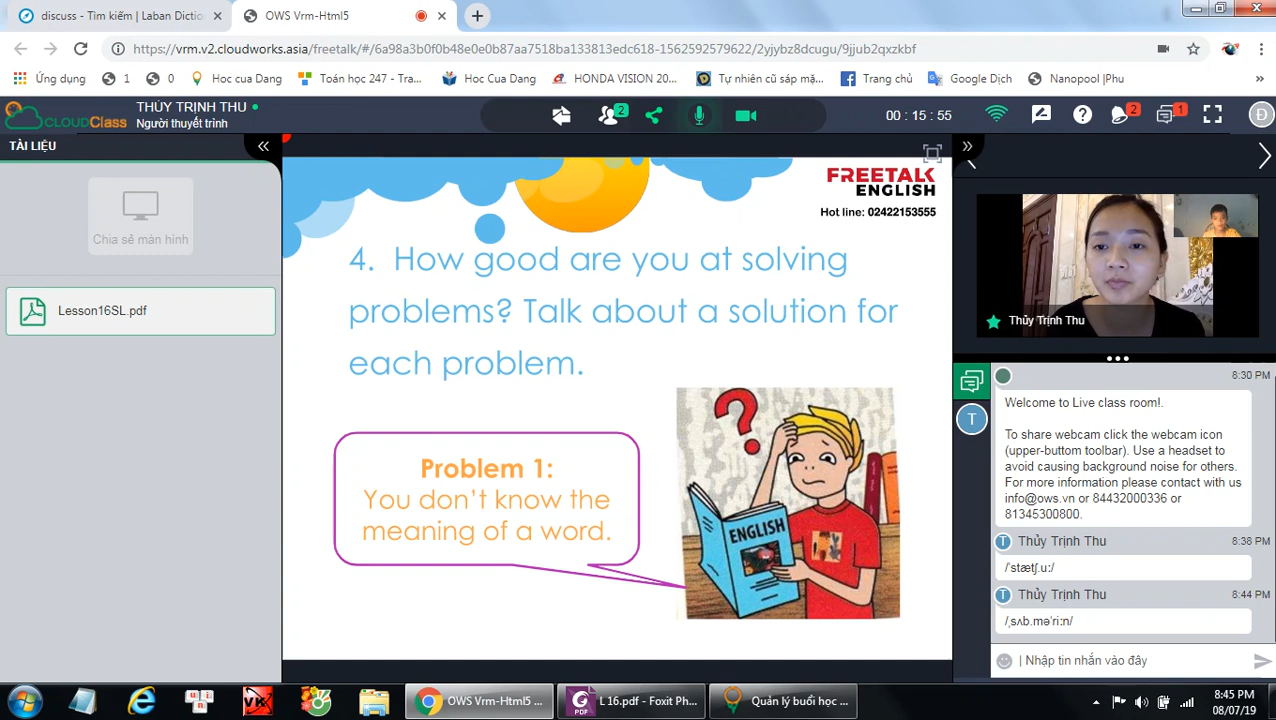 discuss - Tìm kiếm | Laban Dictio
OWS Vrm-Html5
https://vrm.v2.cloudworks.asia/freetalk/#/6a98a3b0f0b48e0e0b87aa7518ba133813edc618-1562592579622/2yjybz8dcugu/9jjub2qxzkbf
Ứng dụng
1
0
Hoc cua Dang
Toán học 247 - Tra...
Học Cua Dang
HONDA VISION 20...
Tự nhiên cũ sáp mặ...
Trang chủ
Google Dịch
Nanopool |Phu
»
CLOUDClass
THỦY TRỊNH THU
Người thuyết trình
2
00 : 15 : 55
2
1
Đ
TÀI LIỆU
Chia sẻ màn hình
Lesson16SL.pdf
FREETALK
ENGLISH
Hot line: 02422153555
4. How good are you at solving
problems? Talk about a solution for
each problem.
Problem 1:
You don't know the
meaning of a word.
?
ENGLISH
Thủy Trịnh Thu
8:30 PM
Welcome to Live class room!.
To share webcam click the webcam icon
(upper-buttom toolbar). Use a headset to
avoid causing background noise for others.
For more information please contact with us
info@ows.vn or 84432000336 or
81345300800.
T
T Thủy Trịnh Thu 8:38 PM
/ˈstætʃ.uː/
T Thủy Trịnh Thu 8:44 PM
/ˌsʌb.məˈriːn/
Nhập tin nhắn vào đây
OWS Vrm-Html5 ...
L 16.pdf - Foxit Ph...
Quản lý buổi học ...
8:45 PM
08/07/19